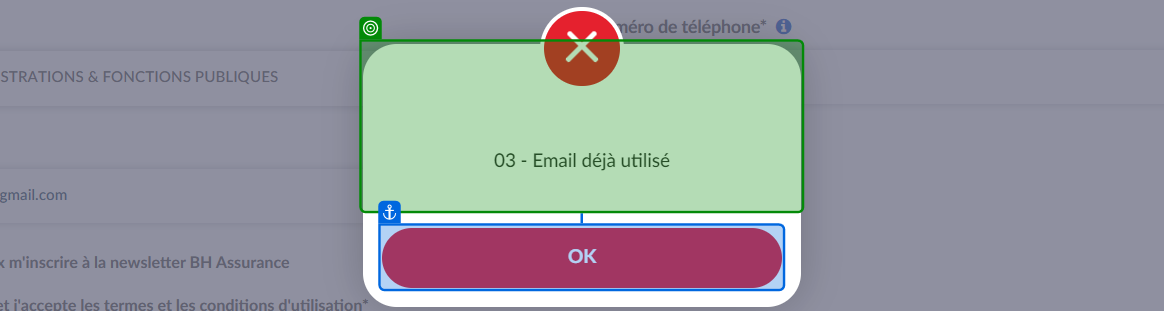 méro de téléphone*
STRATIONS & FONCTIONS PUBLIQUES
03 - Email déjà utilisé
gmail.com
OK
x m'inscrire à la newsletter BH Assurance
et j'accepte les termes et les conditions d'utilisation*